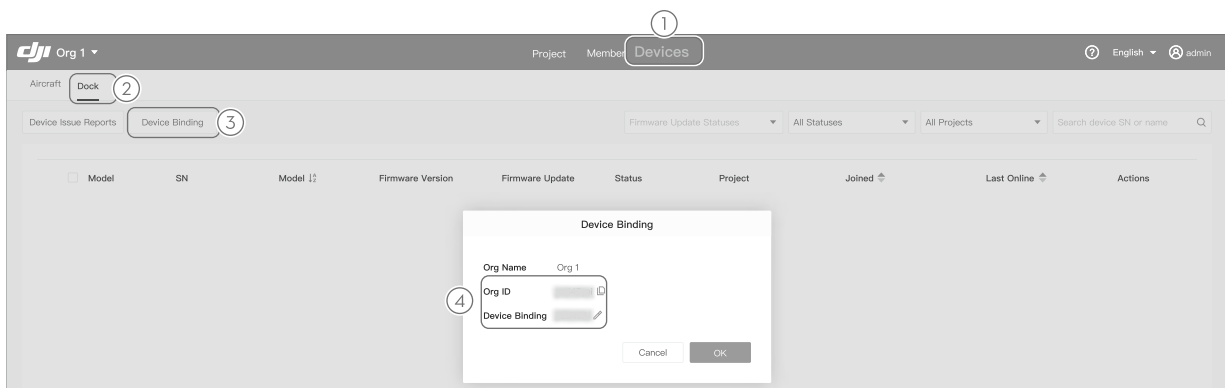 1
dji Org 1 Project Member Devices English admin
Aircraft Dock 2
Device Issue Reports Device Binding 3 Firmware Update Statuses All Statuses All Projects Search device SN or name
Model SN Model Firmware Version Firmware Update Status Project Joined Last Online Actions
Device Binding
Org Name Org 1
Org ID
4
Device Binding
Cancel OK